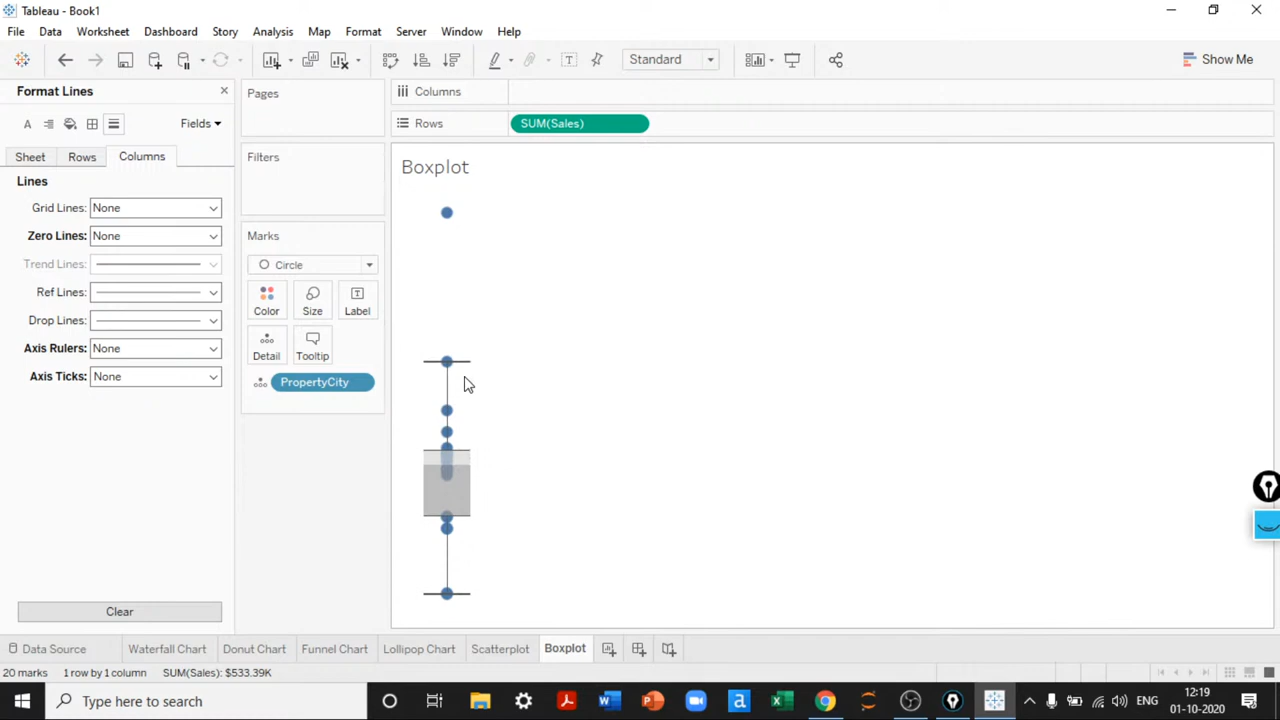 Tableau - Book1
File Data Worksheet Dashboard Story Analysis Map Format Server Window Help
Standard
Show Me
Format Lines
Fields
Sheet Rows Columns
Lines
Grid Lines: None
Zero Lines: None
Trend Lines:
Ref Lines:
Drop Lines:
Axis Rulers: None
Axis Ticks: None
Clear
Pages
Filters
Marks
Circle
Color Size Label
Detail Tooltip
PropertyCity
Columns
Rows SUM(Sales)
Boxplot
Data Source Waterfall Chart Donut Chart Funnel Chart Lollipop Chart Scatterplot Boxplot
20 marks 1 row by 1 column SUM(Sales): $533.39K
Type here to search
ENG
12:19
01-10-2020